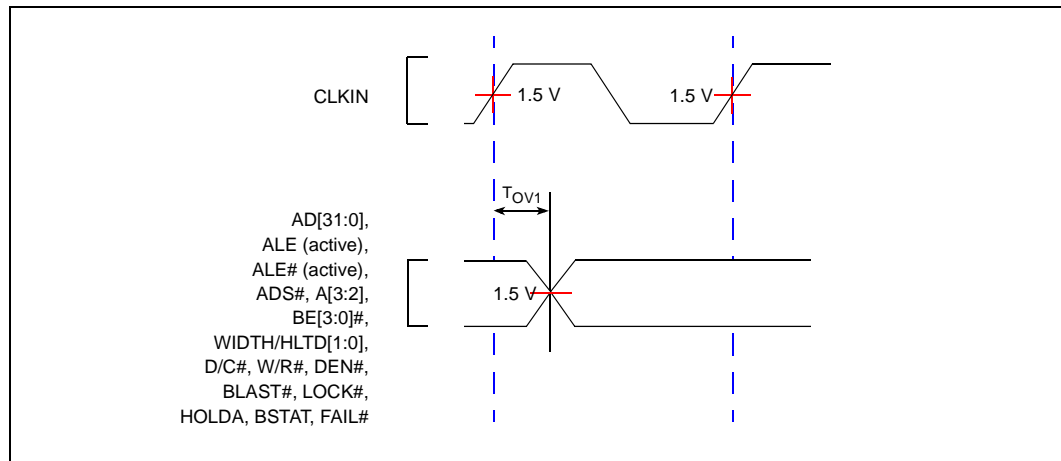 CLKIN
1.5 V
1.5 V
TOV1
AD[31:0],
ALE (active),
ALE# (active),
ADS#, A[3:2],
BE[3:0]#,
WIDTH/HLTD[1:0],
D/C#, W/R#, DEN#,
BLAST#, LOCK#,
HOLDA, BSTAT, FAIL#
1.5 V